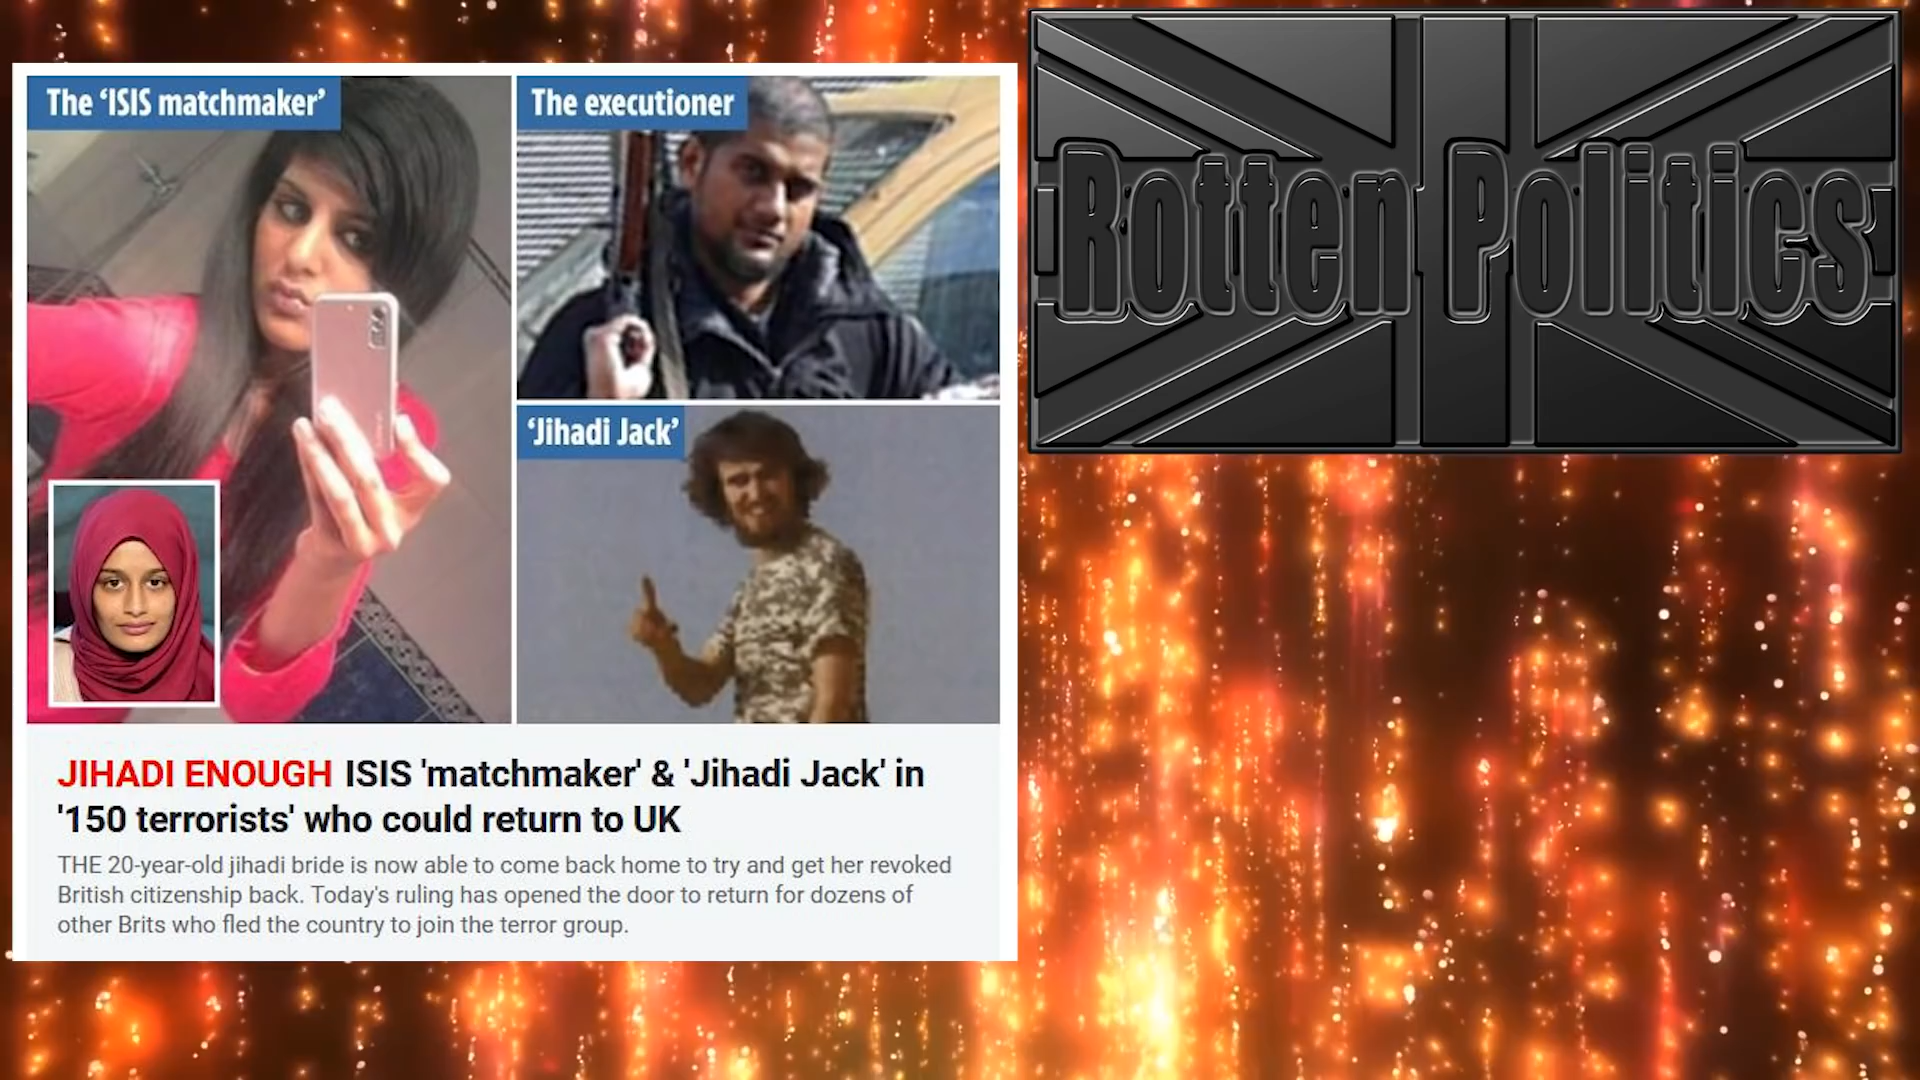 The ‘ISIS matchmaker’
The executioner
‘Jihadi Jack’
JIHADI ENOUGH ISIS 'matchmaker' & 'Jihadi Jack' in
'150 terrorists' who could return to UK
THE 20-year-old jihadi bride is now able to come back home to try and get her revoked
British citizenship back. Today's ruling has opened the door to return for dozens of
other Brits who fled the country to join the terror group.
Rotten Politics